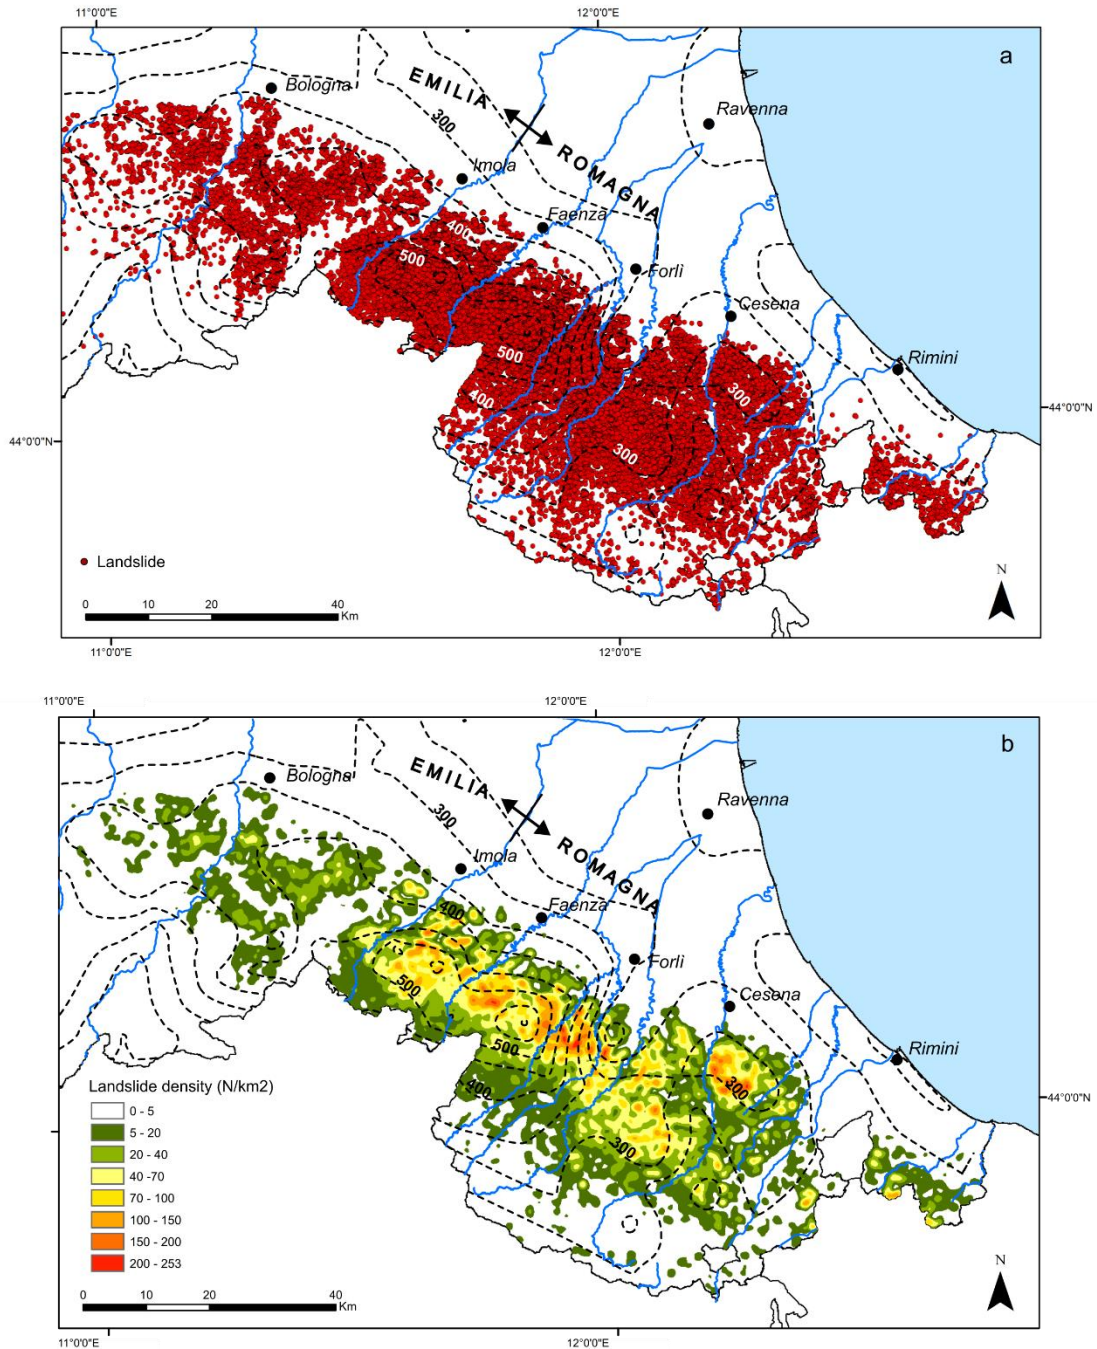 11°0'0"E 12°0'0"E
a
Bologna
EMILIA
Ravenna
300
ROMAGNA
Imola
Faenza
400
500
Forlì
Cesena
Rimini
500
300
400
44°0'0"N
44°0'0"N
300
Landslide
N
0 10 20 40
Km
11°0'0"E 12°0'0"E
11°0'0"E 12°0'0"E
b
Bologna
EMILIA
Ravenna
300
ROMAGNA
Imola
Faenza
400
Forlì
500
Cesena
500
Rimini
400
300
44°0'0"N
Landslide density (N/km2)
0 - 5
5 - 20
20 - 40
40 -70
70 - 100
100 - 150
150 - 200
200 - 253
300
N
0 10 20 40
Km
11°0'0"E 12°0'0"E